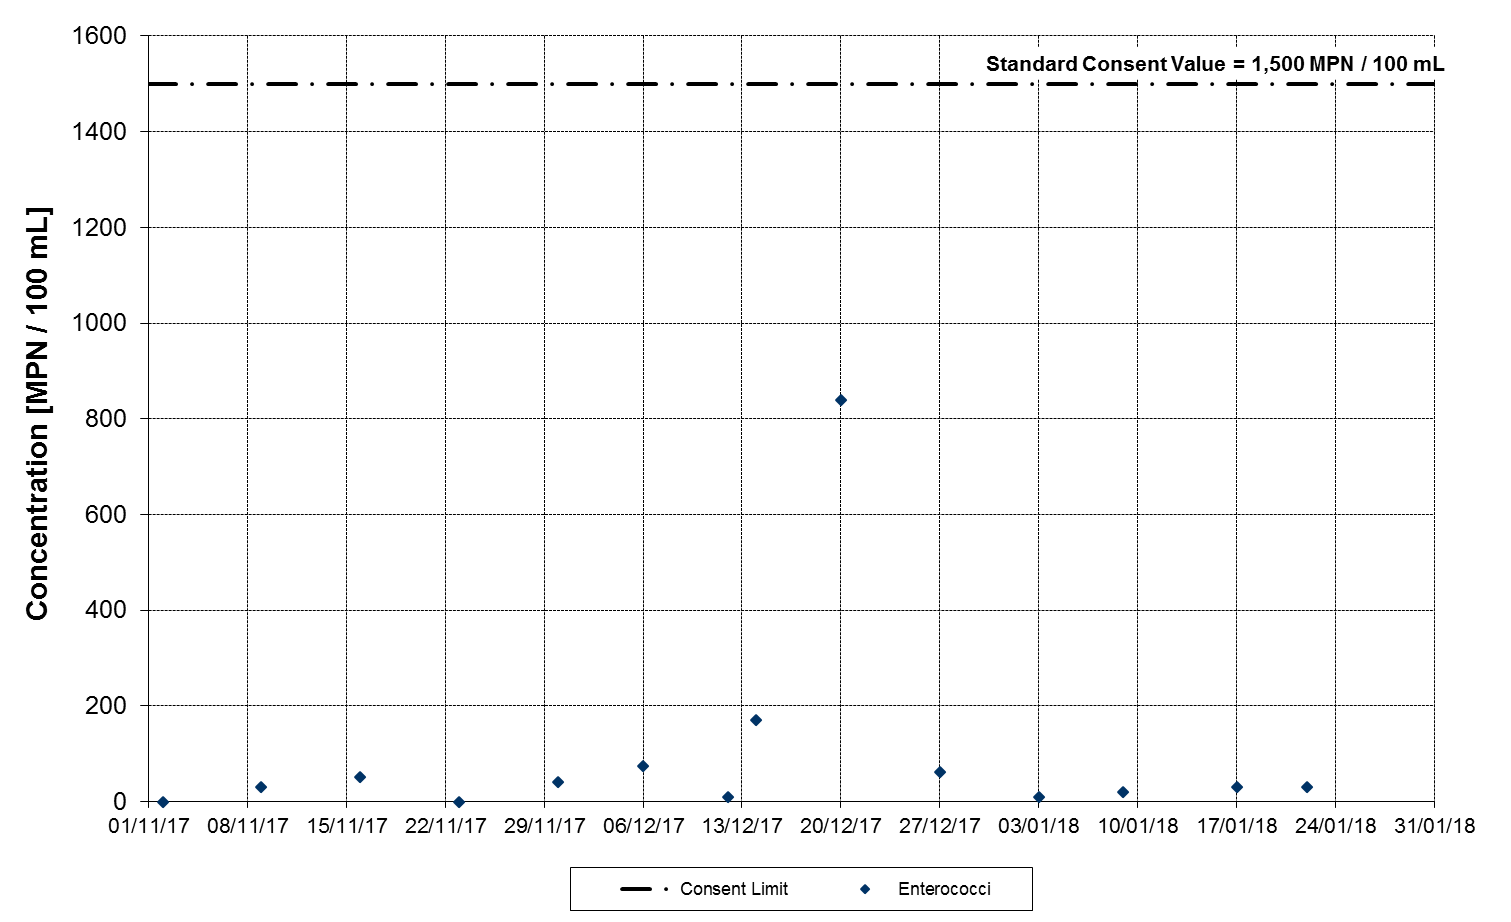 1600
Standard Consent Value = 1,500 MPN / 100 mL
1400
1200
1000
800
600
400
200
0
Concentration [MPN / 100 mL]
01/11/17 08/11/17 15/11/17 22/11/17 29/11/17 06/12/17 13/12/17 20/12/17 27/12/17 03/01/18 10/01/18 17/01/18 24/01/18 31/01/18
Consent Limit Enterococci